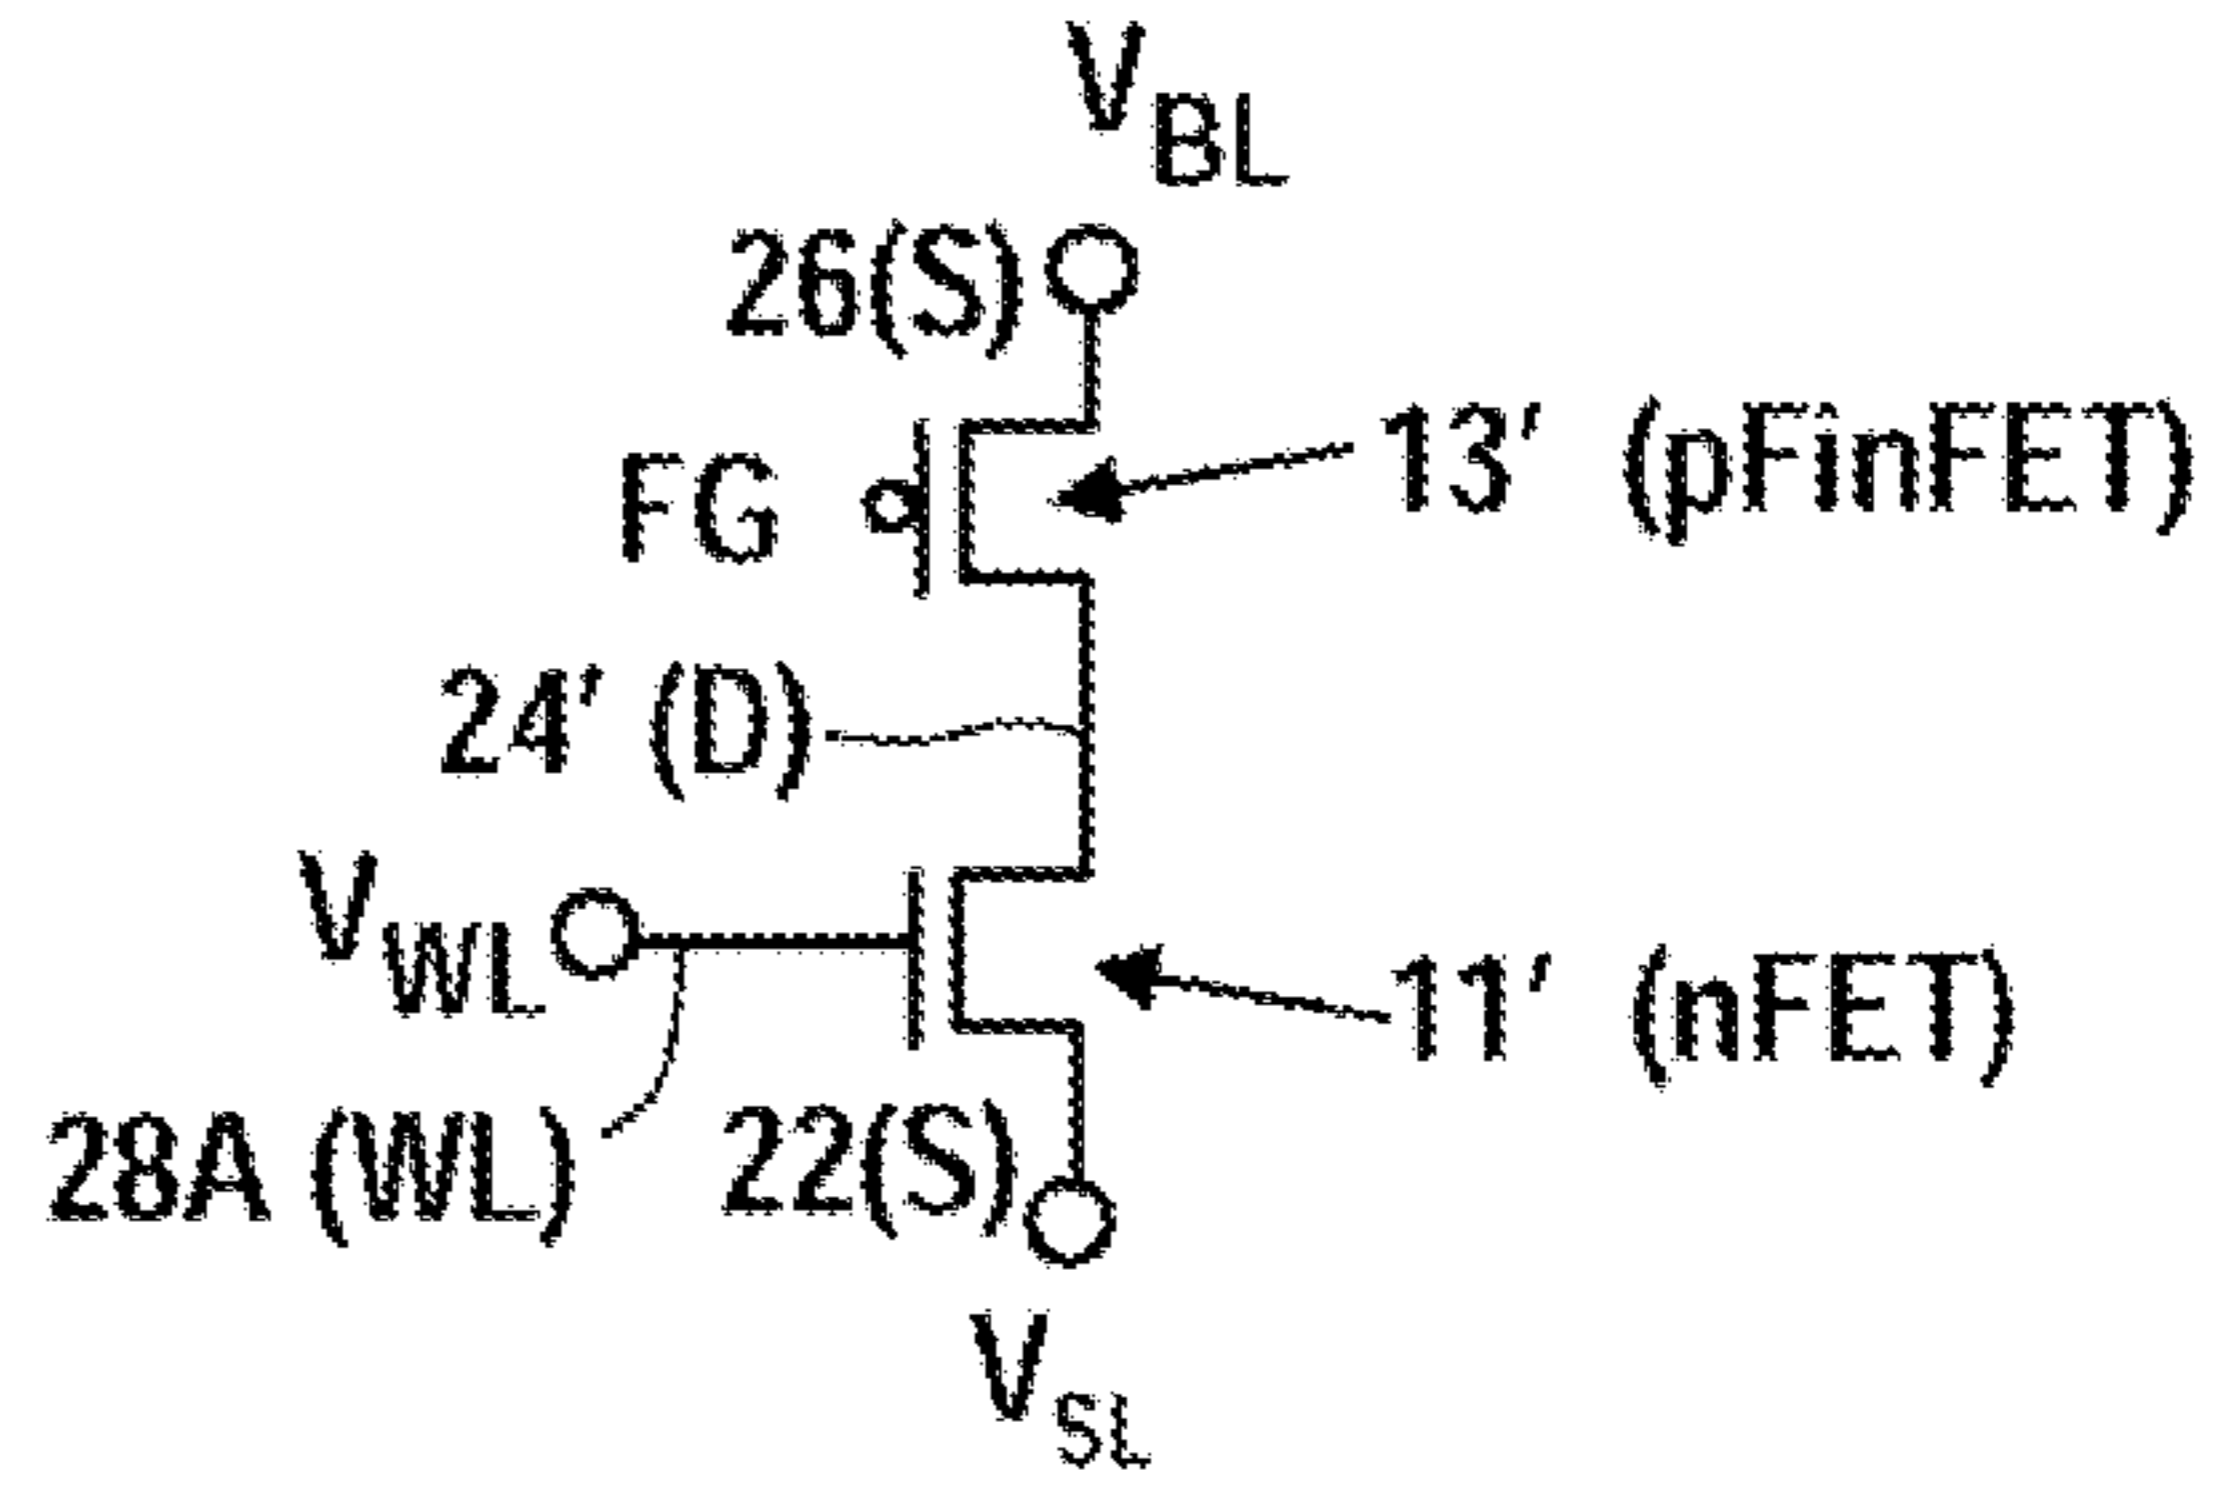 V_BL
26(S)
13′ (pFinFET)
FG
24′ (D)
V_WL
11′ (nFET)
28A (WL)
22(S)
V_SL